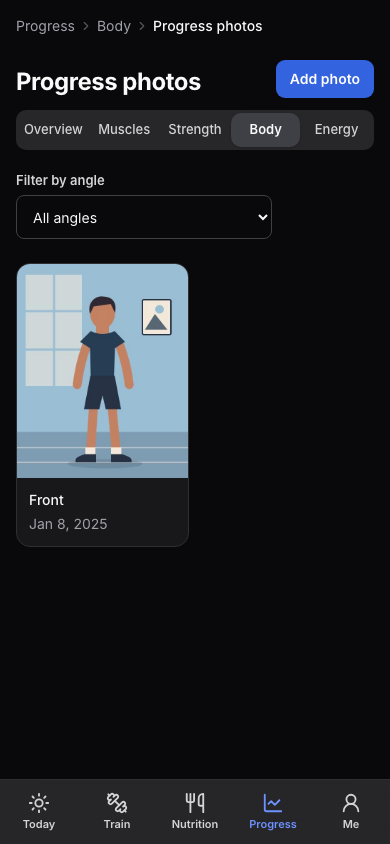 Progress > Body > Progress photos
Progress photos
Add photo
Overview Muscles Strength Body Energy
Filter by angle
All angles
Front
Jan 8, 2025
Today Train Nutrition Progress Me